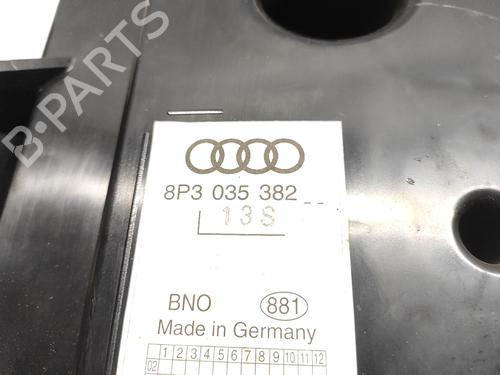 B-PARTS
8P3 035 382 _ _
13S
BNO 881
Made in Germany
1 2 3 4 5 6 7 8 9 10 11 12
02